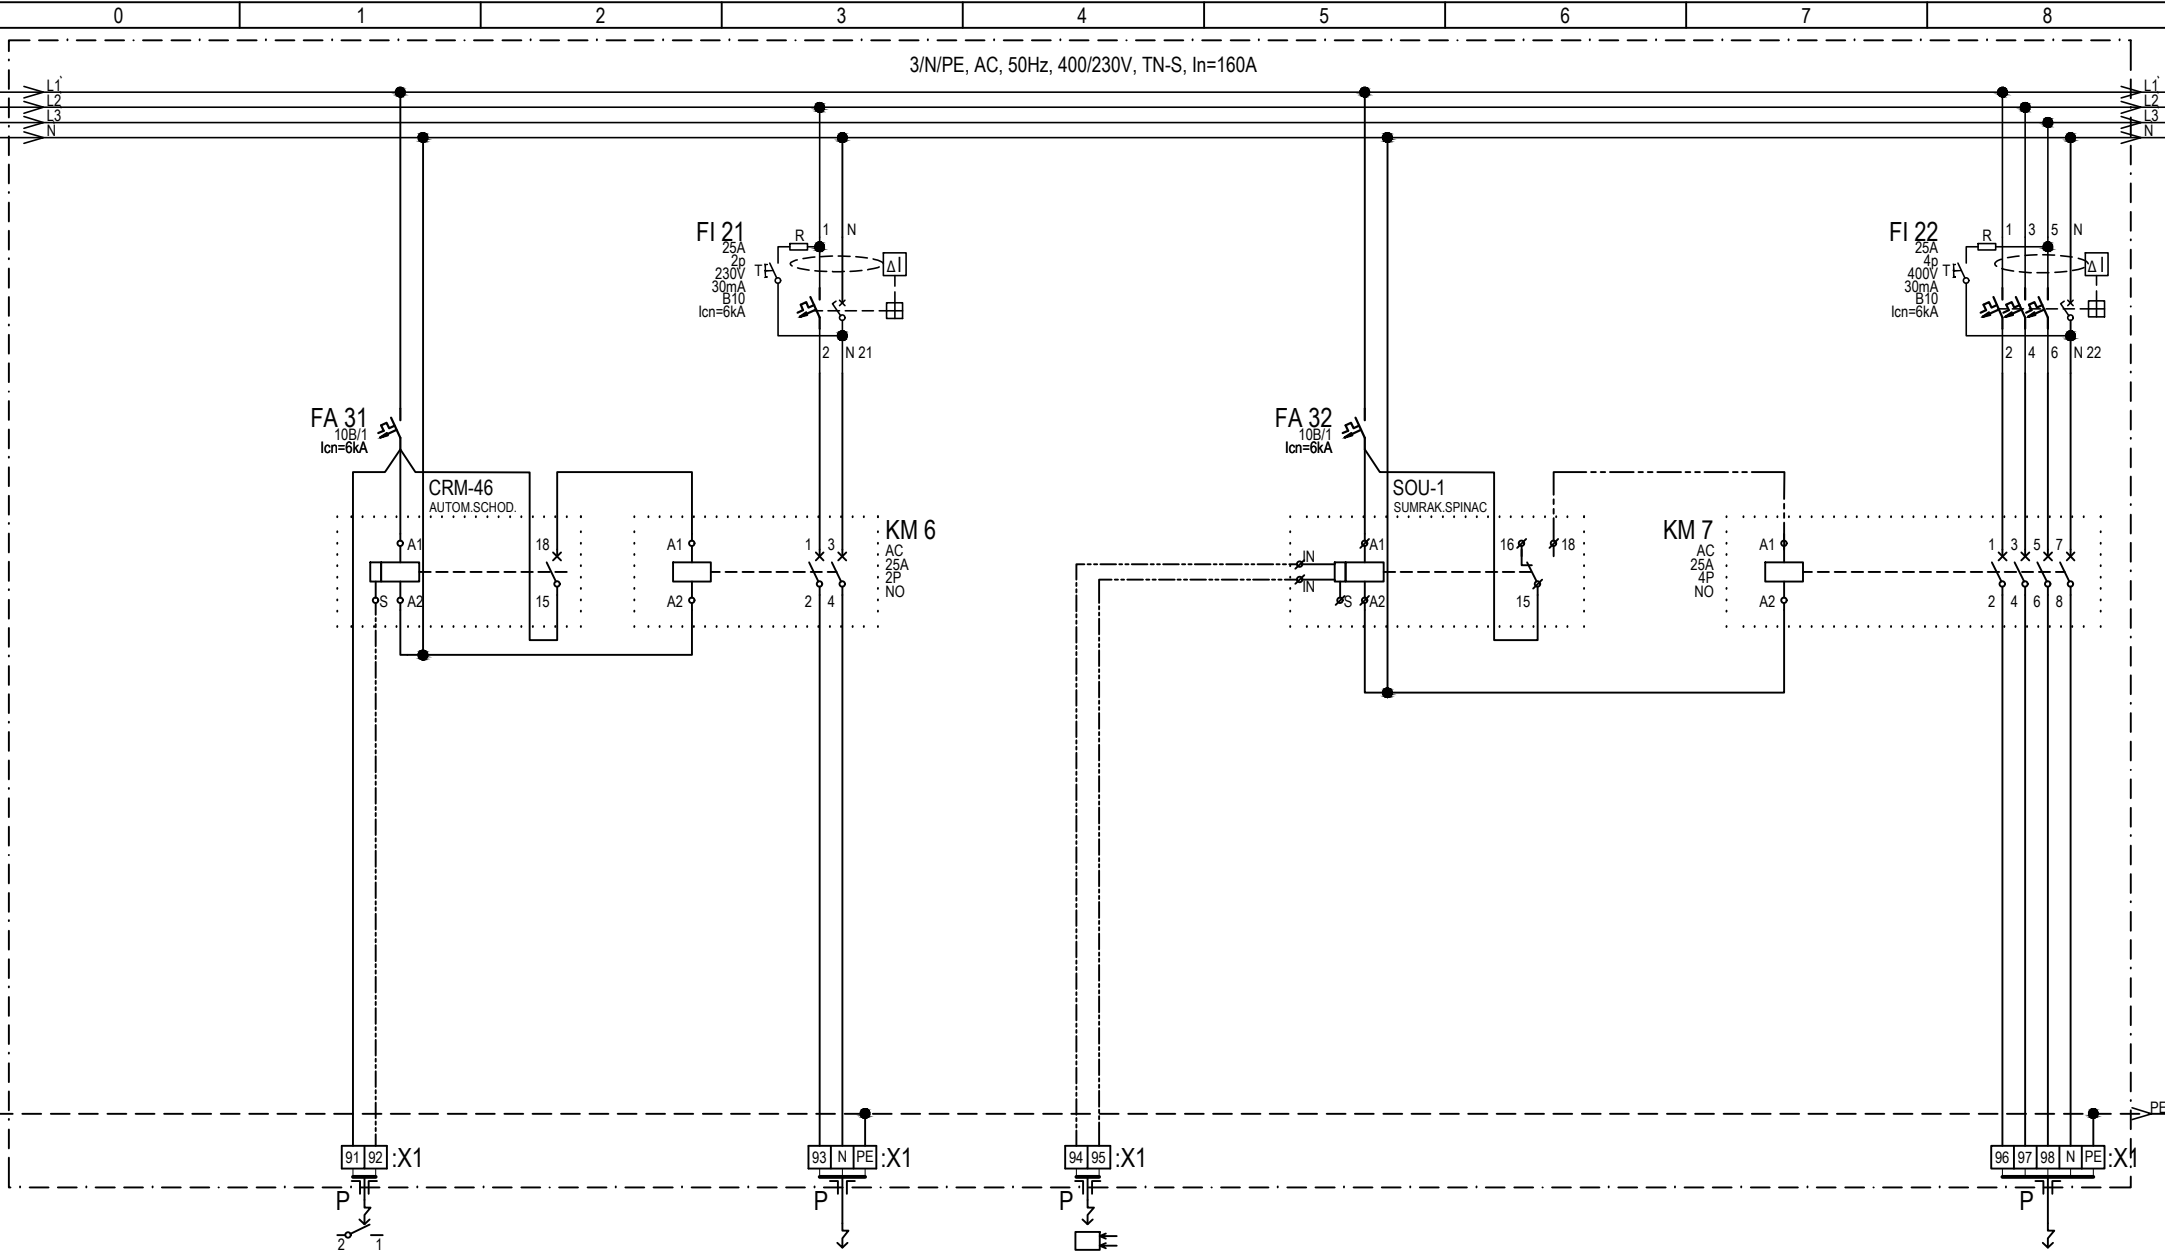 0 1 2 3 4 5 6 7 8
3/N/PE, AC, 50Hz, 400/230V, TN-S, In=160A
L1 L1
L2 L2
L3 L3
N N
FI 21
25A
2p
230V
30mA
B10
Icn=6kA
R 1 N
T
ΔI
2 N 21
FI 22
25A
4p
400V
30mA
B10
Icn=6kA
R 1 3 5 N
T
ΔI
2 4 6 N 22
FA 31
10B/1
Icn=6kA
FA 32
10B/1
Icn=6kA
CRM-46
AUTOM.SCHOD.
A1 18
S A2 15
A1
A2
1 3
2 4
KM 6
AC
25A
2P
NO
SOU-1
SUMRAK.SPINAC
IN
IN
A1 16 18
S A2 15
KM 7
AC
25A
4P
NO
A1
A2
1 3 5 7
2 4 6 8
PE
91 92 :X1
93 N PE :X1
94 95 :X1
96 97 98 N PE :X1
P P P P
2 1